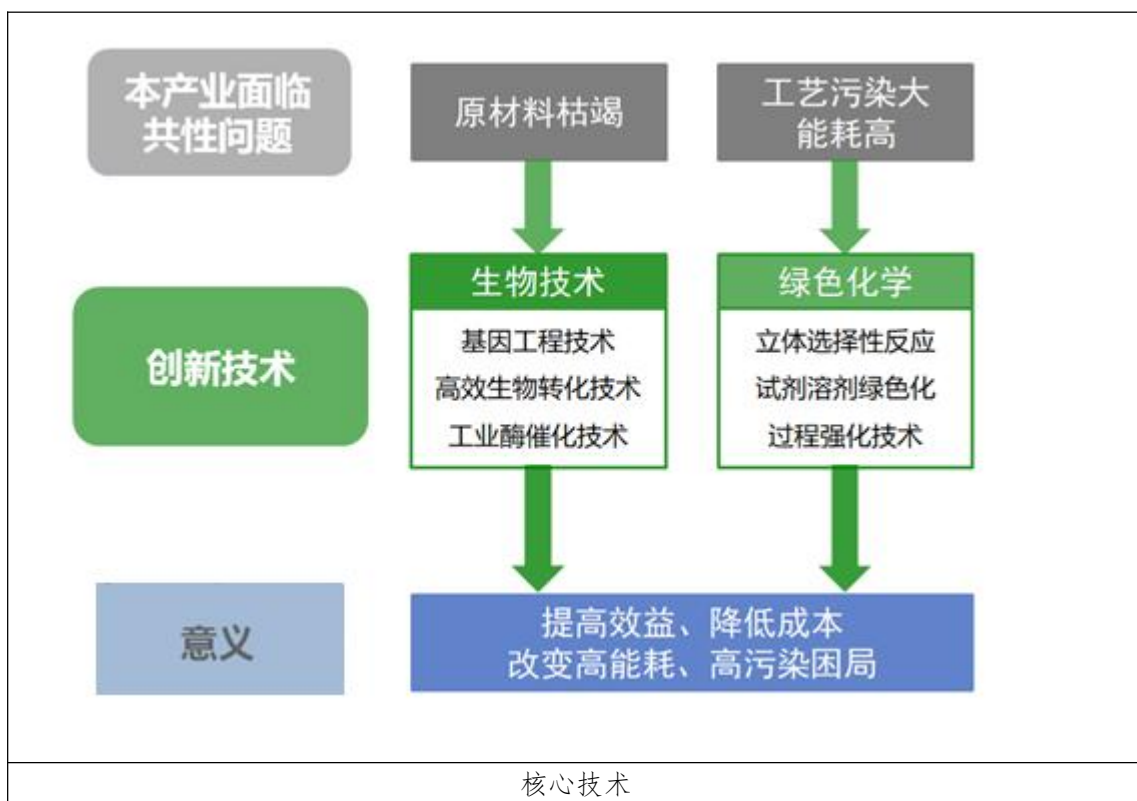 本产业面临
共性问题
原材料枯竭
工艺污染大
能耗高
创新技术
生物技术
基因工程技术
高效生物转化技术
工业酶催化技术
绿色化学
立体选择性反应
试剂溶剂绿色化
过程强化技术
意义
提高效益、降低成本
改变高能耗、高污染困局
核心技术